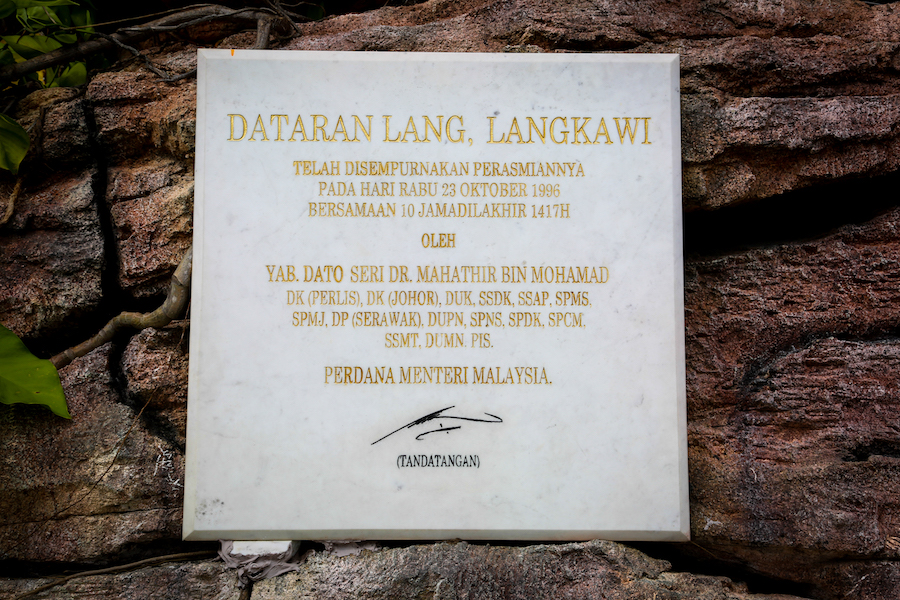 DATARAN LANG, LANGKAWI
TELAH DISEMPURNAKAN PERASMIANNYA
PADA HARI RABU 23 OKTOBER 1996
BERSAMAAN 10 JAMADILAKHIR 1417H
OLEH
YAB. DATO SERI DR. MAHATHIR BIN MOHAMAD
DK (PERLIS), DK (JOHOR), DUK, SSDK, SSAP, SPMS,
SPMJ, DP (SERAWAK), DUPN, SPNS, SPDK, SPCM,
SSMT, DUMN, PIS.
PERDANA MENTERI MALAYSIA.
(TANDATANGAN)